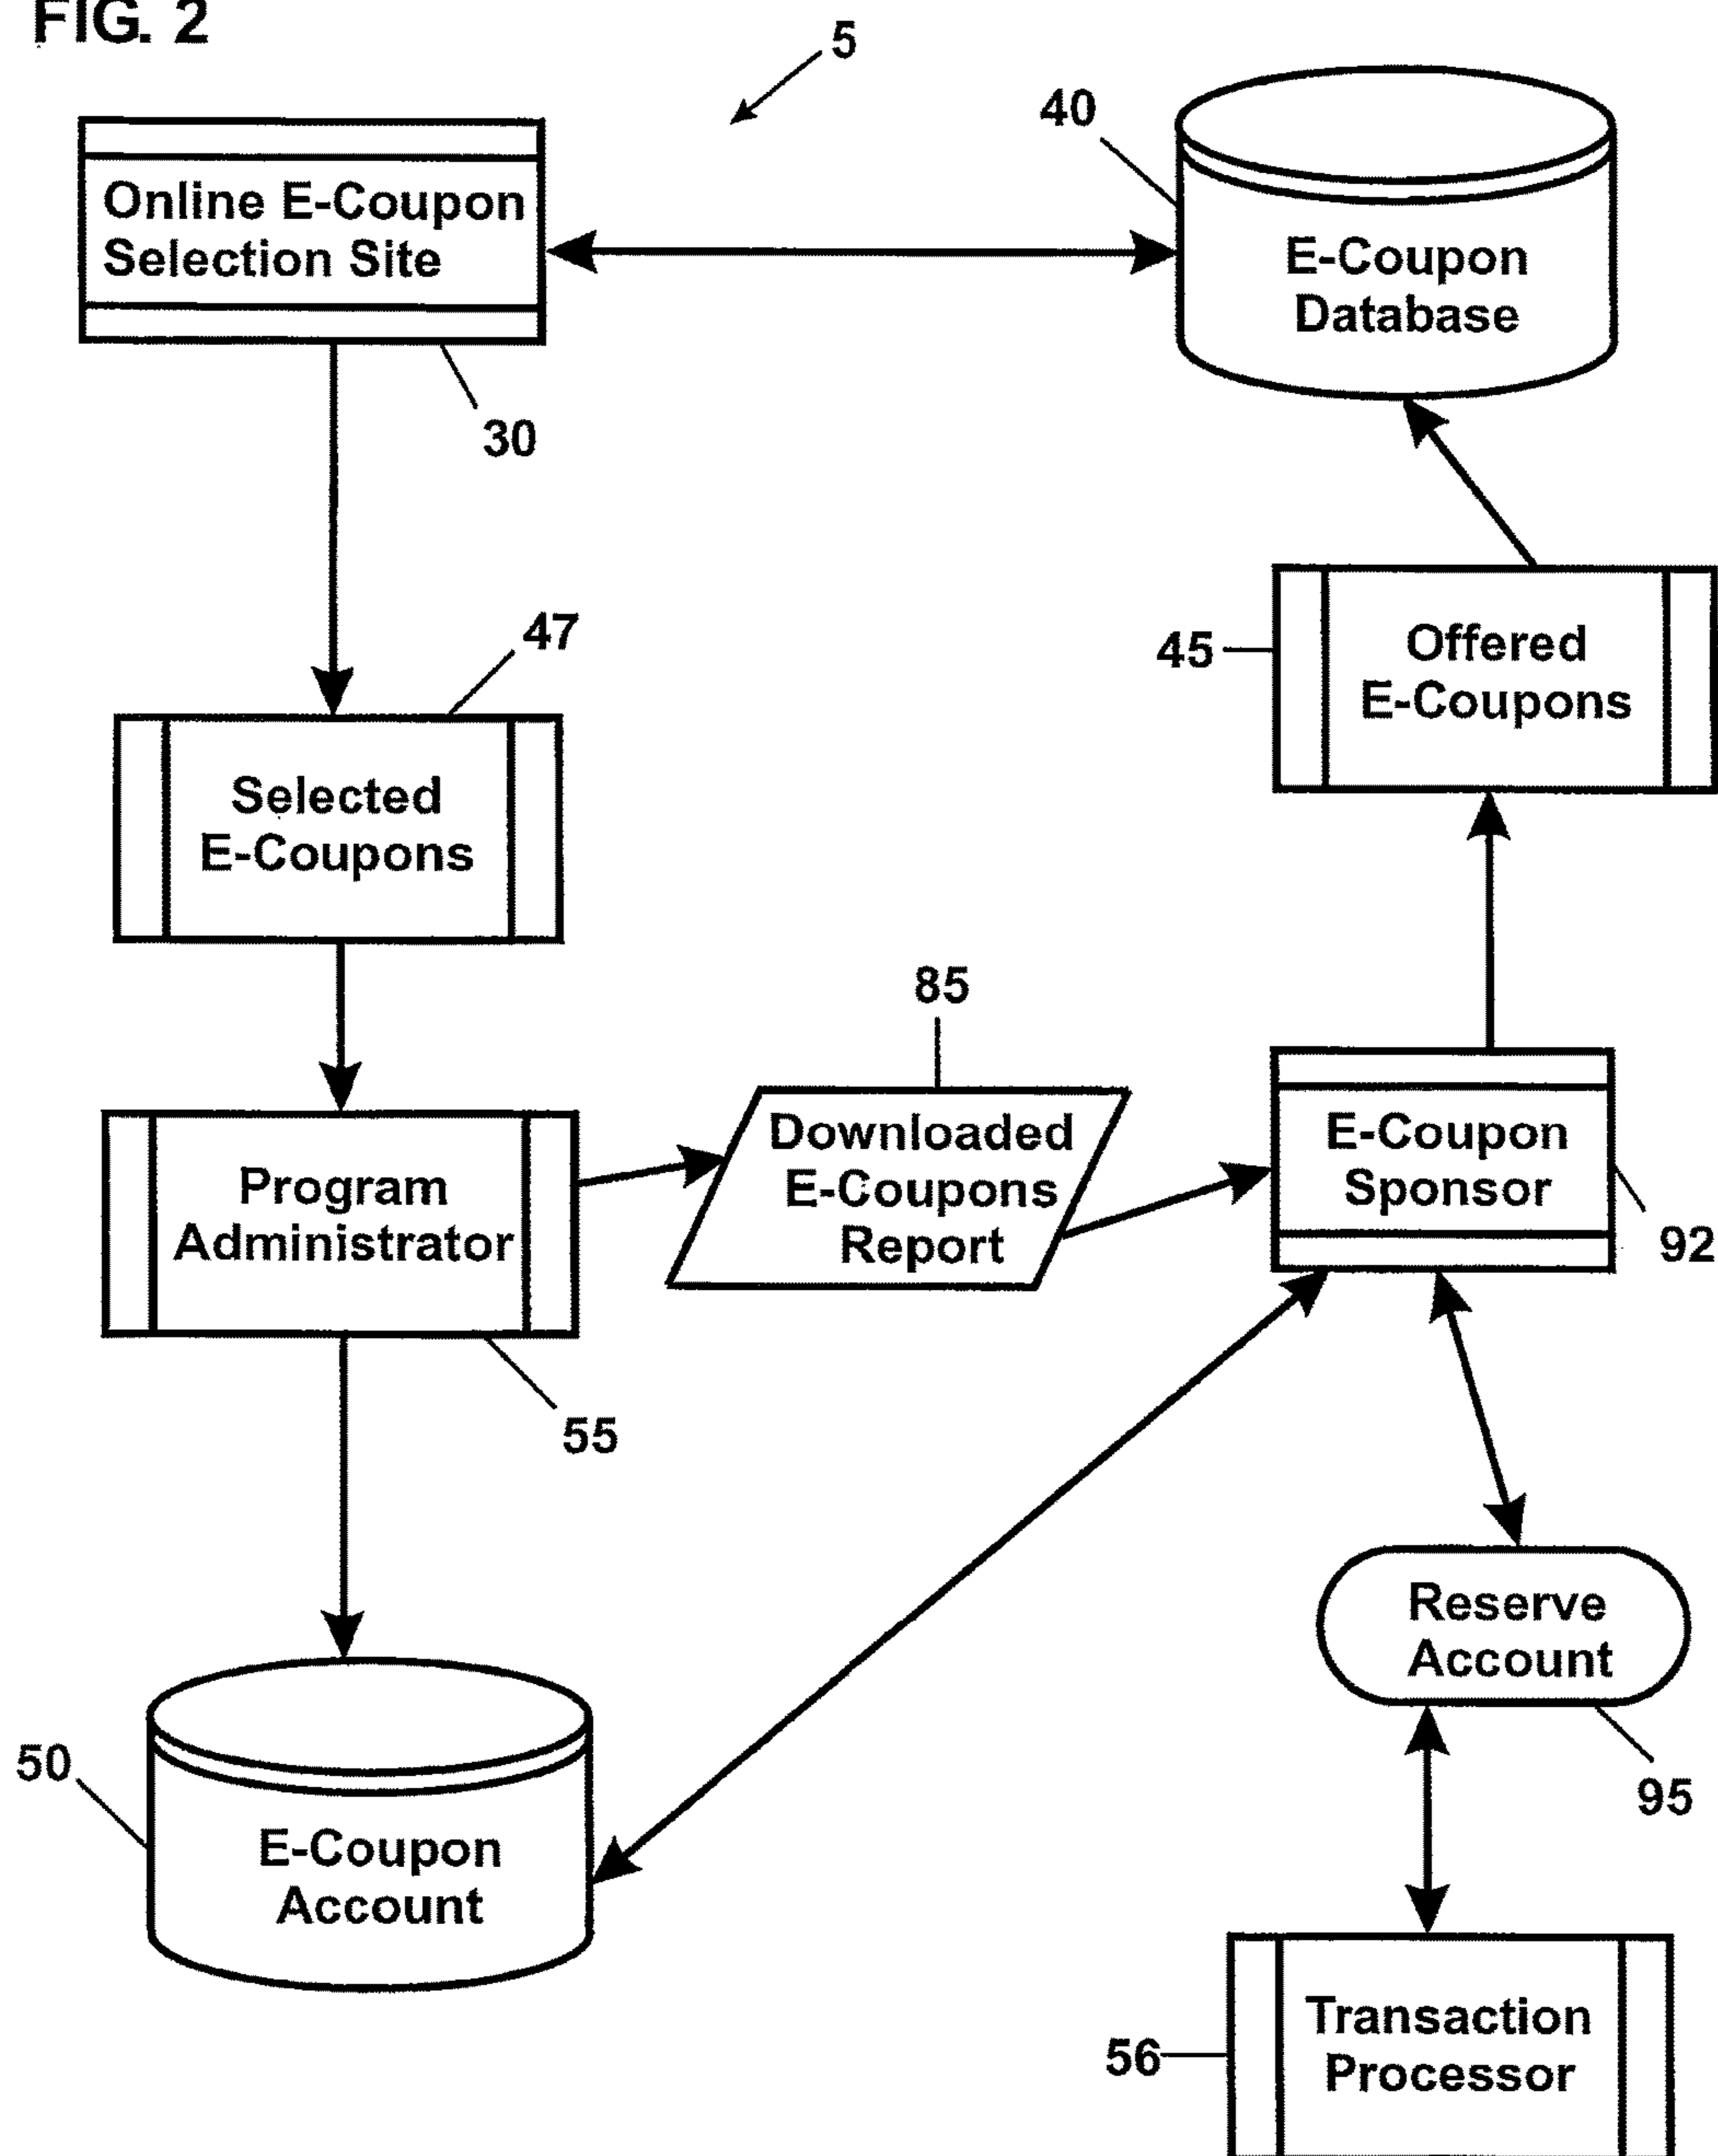 FIG. 2
5
40
Online E-Coupon
Selection Site
E-Coupon
Database
30
47
45
Offered
E-Coupons
Selected
E-Coupons
85
Downloaded
E-Coupons
Report
E-Coupon
Sponsor
92
Program
Administrator
55
Reserve
Account
95
50
E-Coupon
Account
56
Transaction
Processor